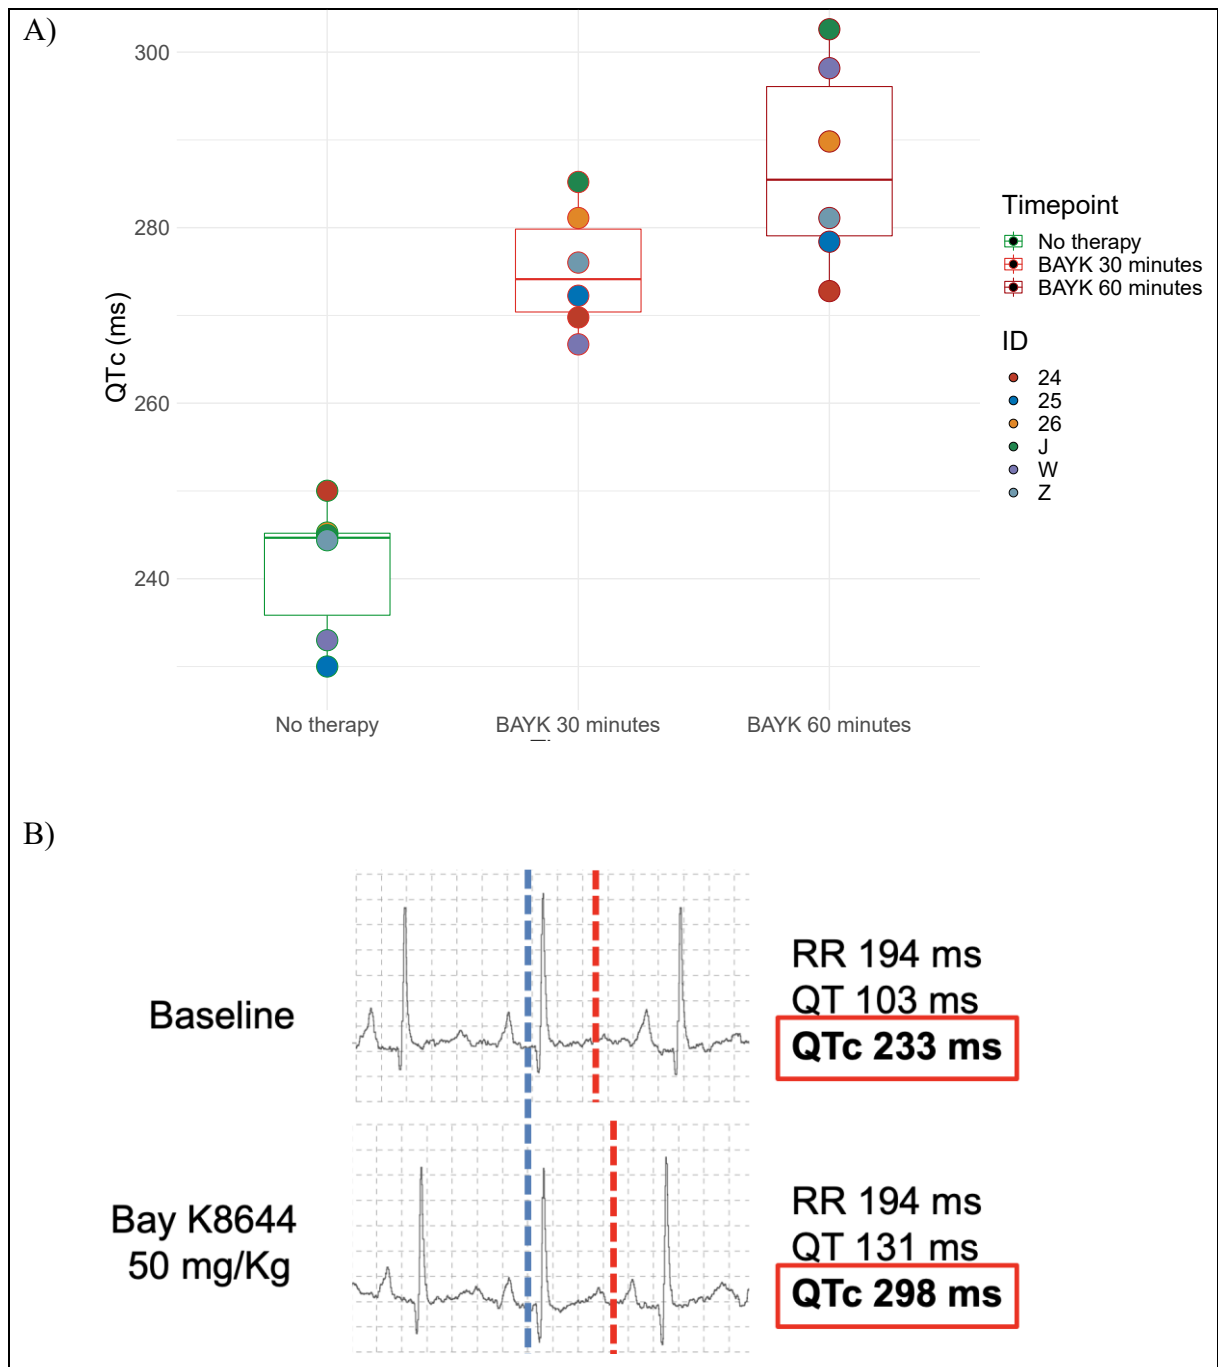 A)
300
280
260
240
QTc (ms)
No therapy
BAYK 30 minutes
BAYK 60 minutes
Timepoint
No therapy
BAYK 30 minutes
BAYK 60 minutes
ID
24
25
26
J
W
Z
B)
Baseline
RR 194 ms
QT 103 ms
QTc 233 ms
Bay K8644
50 mg/Kg
RR 194 ms
QT 131 ms
QTc 298 ms